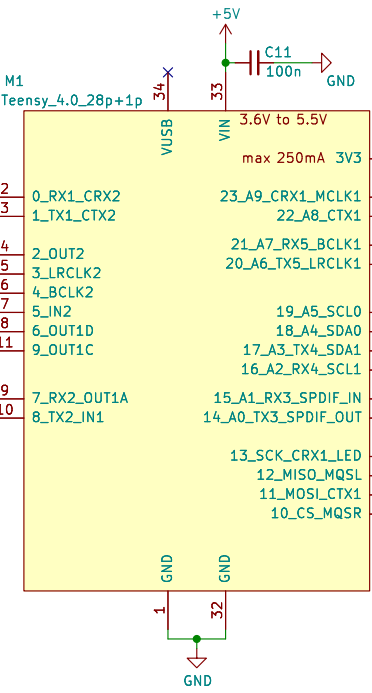 +5V
C11
100n
GND
M1
Teensy_4.0_28p+1p
34
33
VUSB
VIN
3.6V to 5.5V
max 250mA 3V3
2 0_RX1_CRX2
3 1_TX1_CTX2
4 2_OUT2
5 3_LRCLK2
6 4_BCLK2
7 5_IN2
8 6_OUT1D
11 9_OUT1C
9 7_RX2_OUT1A
10 8_TX2_IN1
23_A9_CRX1_MCLK1
22_A8_CTX1
21_A7_RX5_BCLK1
20_A6_TX5_LRCLK1
19_A5_SCL0
18_A4_SDA0
17_A3_TX4_SDA1
16_A2_RX4_SCL1
15_A1_RX3_SPDIF_IN
14_A0_TX3_SPDIF_OUT
13_SCK_CRX1_LED
12_MISO_MQSL
11_MOSI_CTX1
10_CS_MQSR
GND
GND
1
32
GND